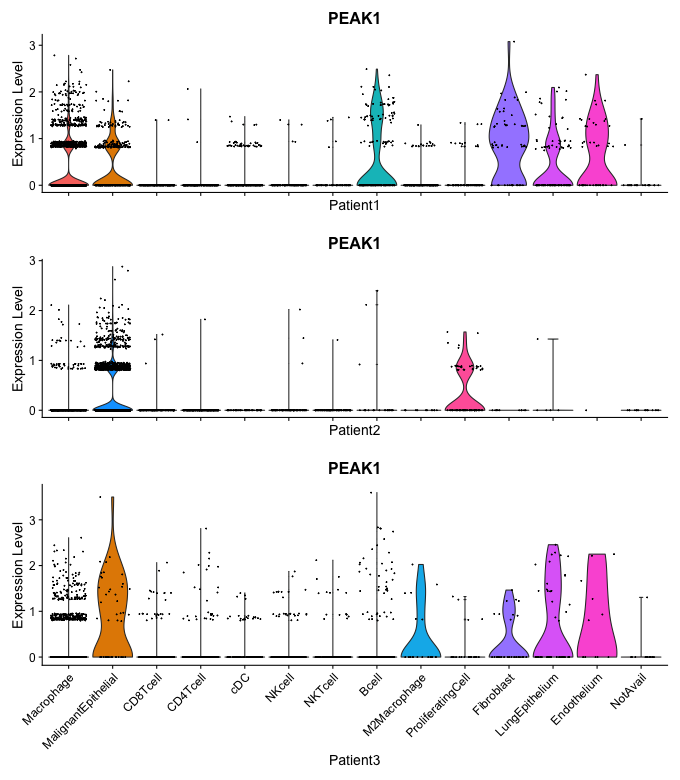 PEAK1
Expression Level
3
2
1
0
Patient1
PEAK1
Expression Level
3
2
1
0
Patient2
PEAK1
Expression Level
3
2
1
0
Macrophage
MalignantEpithelial
CD8Tcell
CD4Tcell
cDC
NKcell
NKTcell
Bcell
M2Macrophage
ProliferatingCell
Fibroblast
LungEpithelium
Endothelium
NotAvail
Patient3